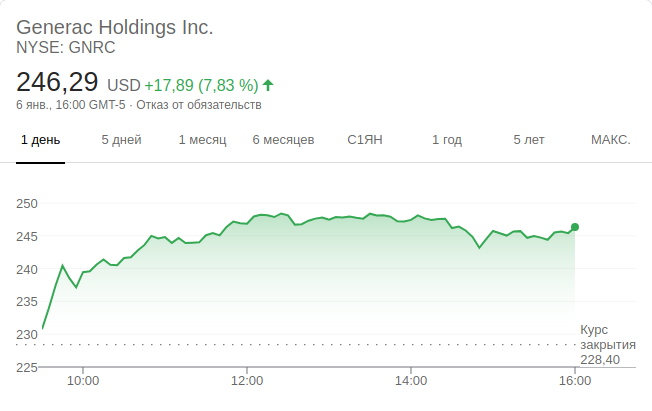 Generac Holdings Inc.
NYSE: GNRC
246,29 USD +17,89 (7,83 %)
6 янв., 16:00 GMT-5 · Отказ от обязательств
1 день 5 дней 1 месяц 6 месяцев С1ЯН 1 год 5 лет МАКС.
250
245
240
235
230
225
Курс
закрытия
228,40
10:00 12:00 14:00 16:00